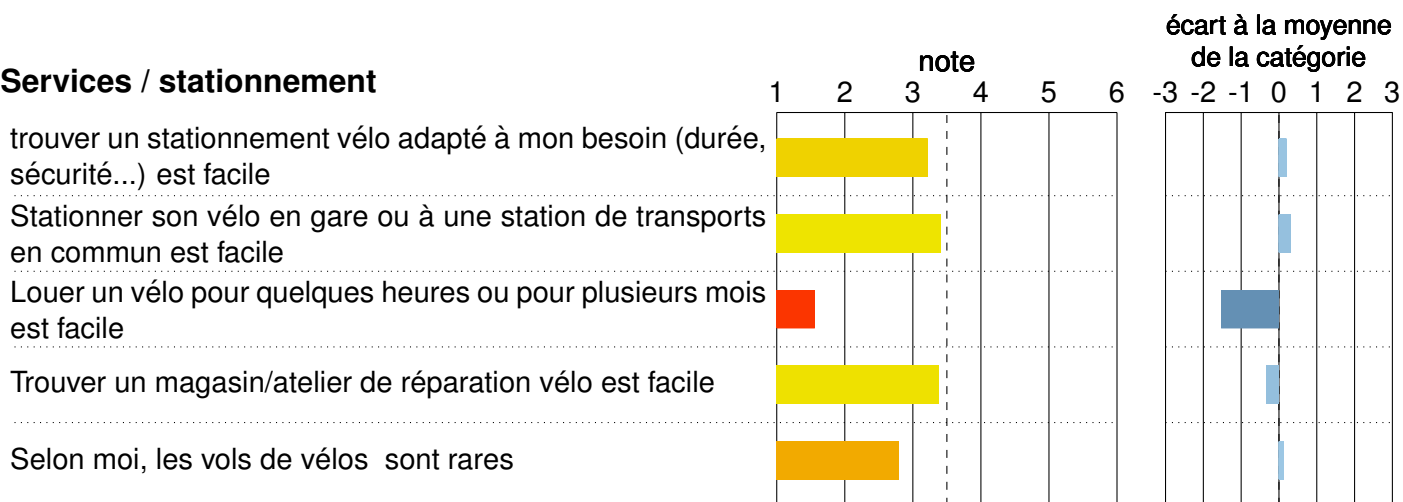 écart à la moyenne
note de la catégorie
Services / stationnement
1 2 3 4 5 6 -3 -2 -1 0 1 2 3
trouver un stationnement vélo adapté à mon besoin (durée,
sécurité...) est facile
Stationner son vélo en gare ou à une station de transports
en commun est facile
Louer un vélo pour quelques heures ou pour plusieurs mois
est facile
Trouver un magasin/atelier de réparation vélo est facile
Selon moi, les vols de vélos sont rares